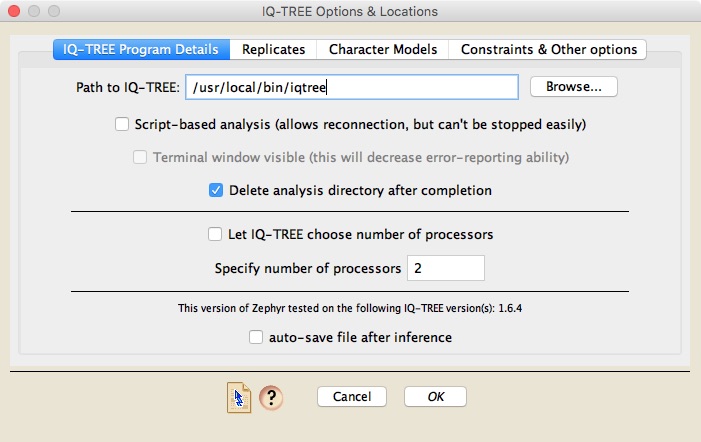 IQ-TREE Options & Locations
IQ-TREE Program Details Replicates Character Models Constraints & Other options
Path to IQ-TREE: /usr/local/bin/iqtree Browse...
Script-based analysis (allows reconnection, but can't be stopped easily)
Terminal window visible (this will decrease error-reporting ability)
Delete analysis directory after completion
Let IQ-TREE choose number of processors
Specify number of processors 2
This version of Zephyr tested on the following IQ-TREE version(s): 1.6.4
auto-save file after inference
? Cancel OK